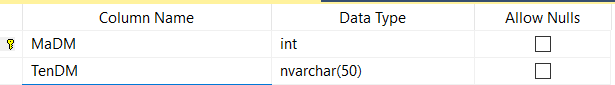 Column Name Data Type Allow Nulls
MaDM int
TenDM nvarchar(50)